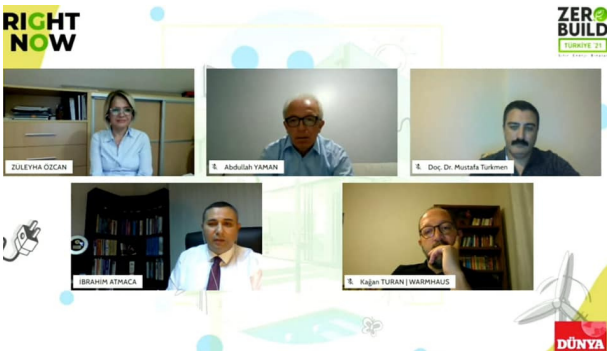 RIGHT
NOW
ZERO
BUILD
TÜRKİYE '21
ZULEYHA ÖZCAN
Abdullah YAMAN
Doç. Dr. Mustafa Türkmen
IBRAHIM ATMACA
Kağan TURAN | WARMHAUS
DÜNYA